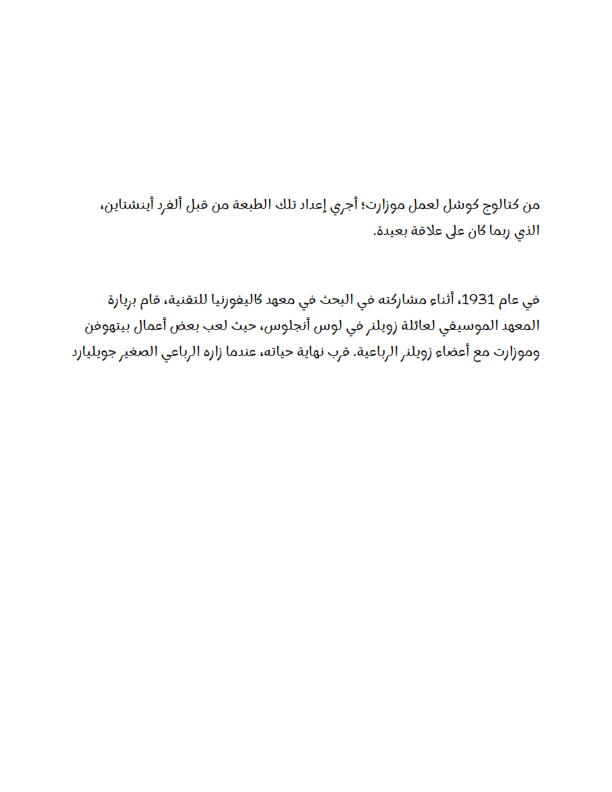 من كتالوج كوشل لعمل موزارت؛ أجري إعداد تلك الطبعة من قبل ألفرد أينشتاين،
الذي ربما كان على علاقة بعيدة.
في عام 1931، أثناء مشاركته في البحث في معهد كاليفورنيا للتقنية، قام بزيارة
المعهد الموسيقي لعائلة زويلنر في لوس أنجلوس، حيث لعب بعض أعمال بيتهوفن
وموزارت مع أعضاء زويلنر الرباعية. قرب نهاية حياته، عندما زاره الرباعي الصغير جويليارد